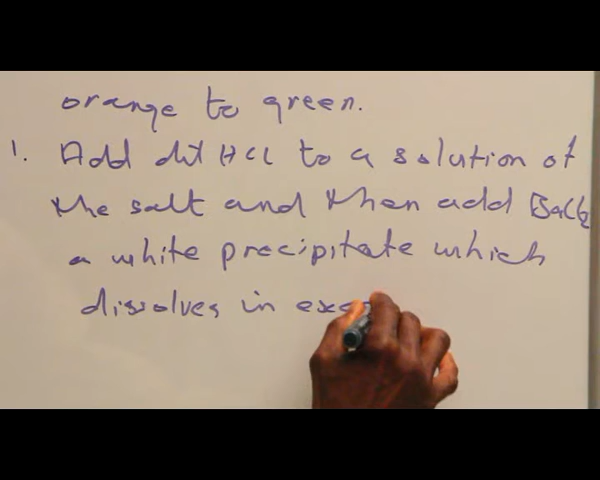 orange to green.
1. Add dil HCl to a solution of
the salt and then add BaCl2
a white precipitate which
dissolves in exce